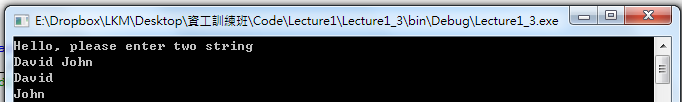 E:\Dropbox\LKM\Desktop\資工訓練班\Code\Lecture1\Lecture1_3\bin\Debug\Lecture1_3.exe
Hello, please enter two string
David John
David
John